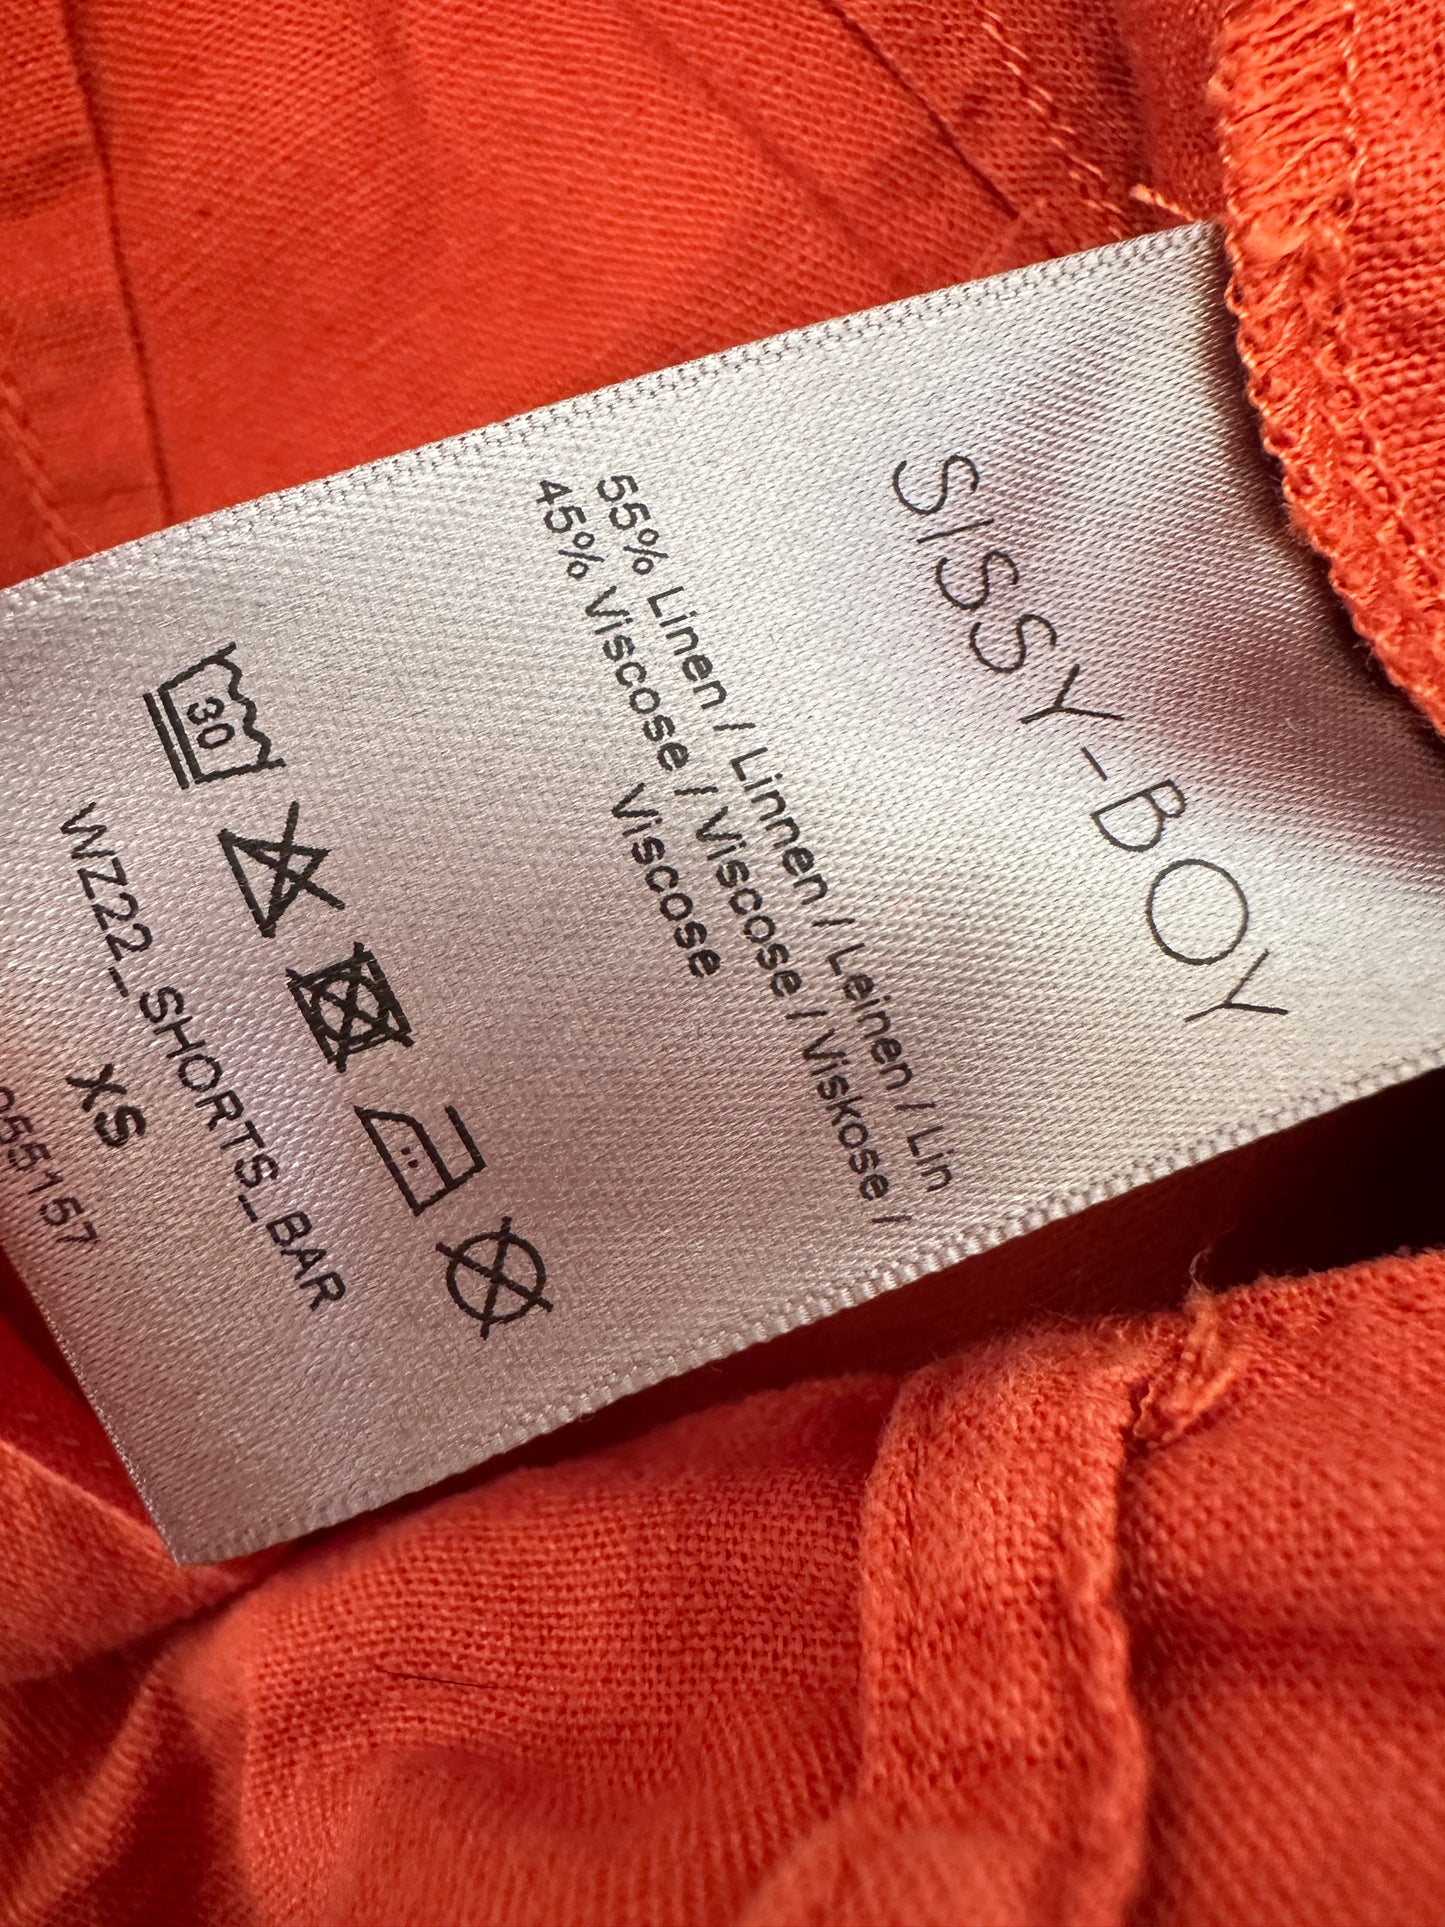 SISSY-BOY
55% Linen / Linnen / Leinen / Lin
45% Viscose / Viscose / Viskose /
Viscose
30
WZ22_SHORTS_BAR
XS